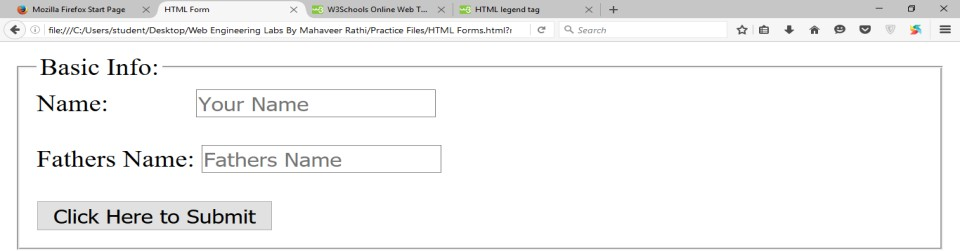 Mozilla Firefox Start Page HTML Form W3Schools Online Web T... HTML legend tag
file:///C:/Users/student/Desktop/Web Engineering Labs By Mahaveer Rathi/Practice Files/HTML Forms.html? Search
Basic Info:
Name: Your Name
Fathers Name: Fathers Name
Click Here to Submit